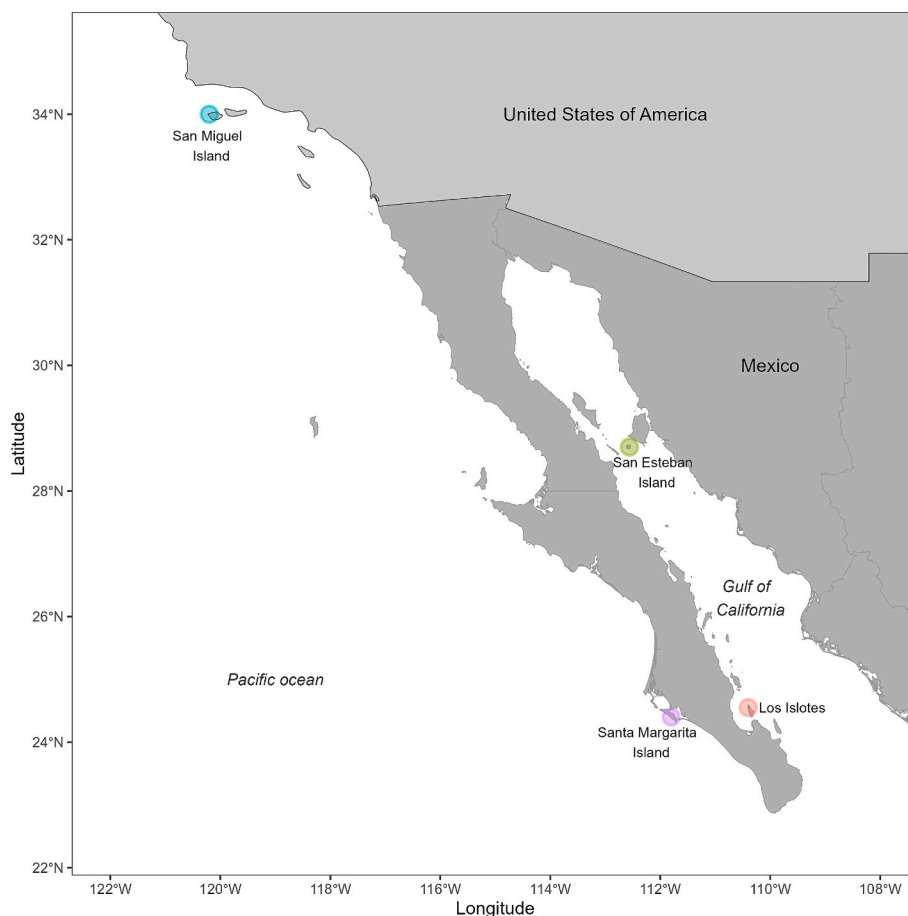 United States of America
34°N
San Miguel
Island
32°N
30°N
Mexico
Latitude
San Esteban
Island
28°N
Gulf of
California
26°N
Pacific ocean
Los Islotes
24°N
Santa Margarita
Island
22°N
122°W
120°W
118°W
116°W
114°W
112°W
110°W
108°W
Longitude